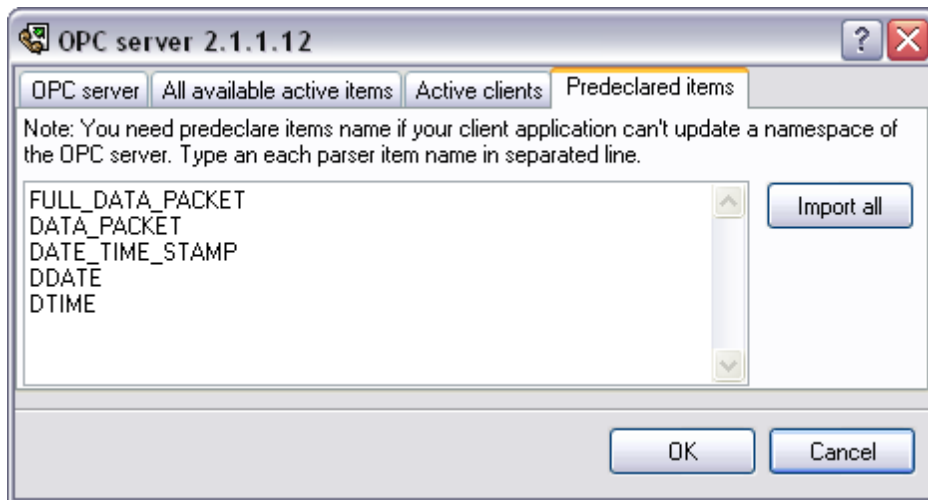 OPC server 2.1.1.12
OPC server All available active items Active clients Predeclared items
Note: You need predeclare items name if your client application can't update a namespace of
the OPC server. Type an each parser item name in separated line.
FULL_DATA_PACKET
DATA_PACKET
DATE_TIME_STAMP
DDATE
DTIME
Import all
OK Cancel